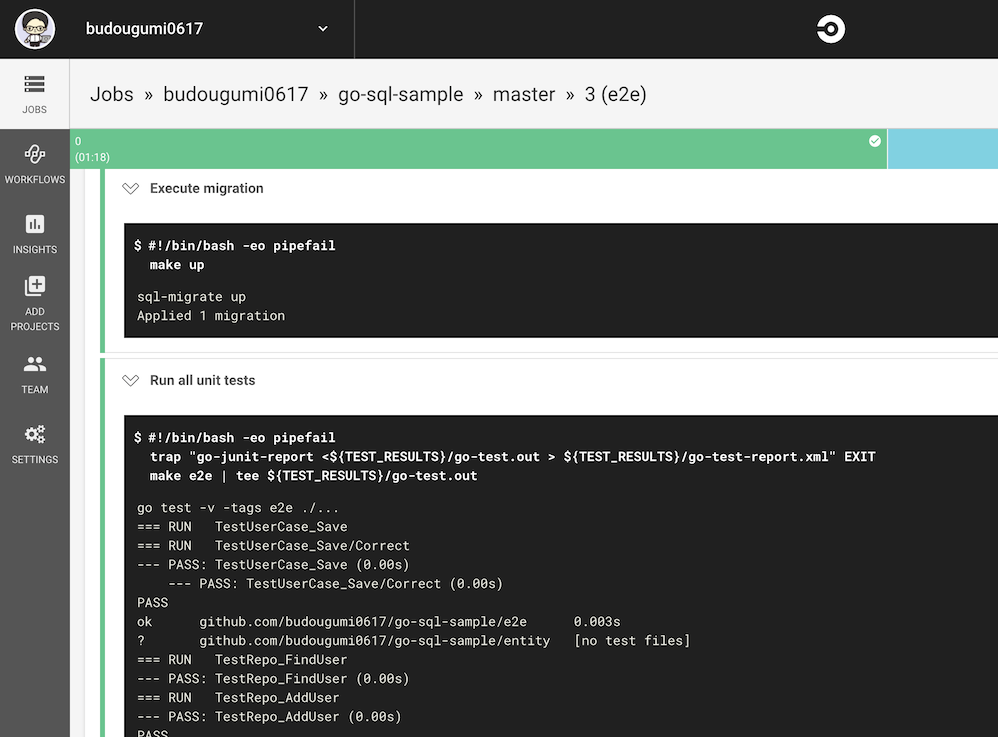 budougumi0617
JOBS
Jobs » budougumi0617 » go-sql-sample » master » 3 (e2e)
0
(01:18)
WORKFLOWS
INSIGHTS
ADD
PROJECTS
TEAM
SETTINGS
Execute migration
$ #!/bin/bash -eo pipefail
make up
sql-migrate up
Applied 1 migration
Run all unit tests
$ #!/bin/bash -eo pipefail
trap "go-junit-report <${TEST_RESULTS}/go-test.out > ${TEST_RESULTS}/go-test-report.xml" EXIT
make e2e | tee ${TEST_RESULTS}/go-test.out
go test -v -tags e2e ./...
=== RUN   TestUserCase_Save
=== RUN   TestUserCase_Save/Correct
--- PASS: TestUserCase_Save (0.00s)
    --- PASS: TestUserCase_Save/Correct (0.00s)
PASS
ok      github.com/budougumi0617/go-sql-sample/e2e      0.003s
?       github.com/budougumi0617/go-sql-sample/entity   [no test files]
=== RUN   TestRepo_FindUser
--- PASS: TestRepo_FindUser (0.00s)
=== RUN   TestRepo_AddUser
--- PASS: TestRepo_AddUser (0.00s)
PASS